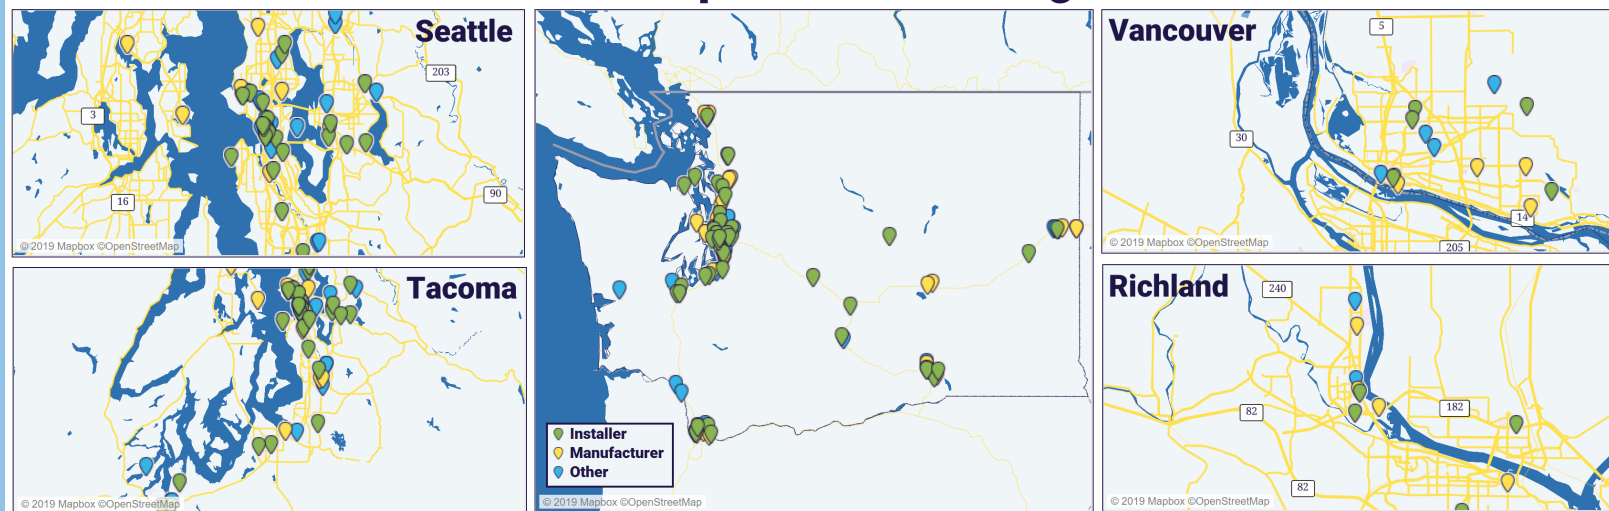 Seattle
203
3
16
90
© 2019 Mapbox ©OpenStreetMap
Tacoma
© 2019 Mapbox ©OpenStreetMap
Installer
Manufacturer
Other
© 2019 Mapbox ©OpenStreetMap
Vancouver
5
30
14
205
© 2019 Mapbox ©OpenStreetMap
Richland
240
82
182
82
© 2019 Mapbox ©OpenStreetMap